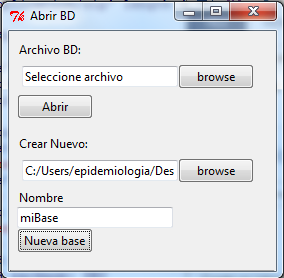 Abrir BD
Archivo BD:
Seleccione archivo browse
Abrir
Crear Nuevo:
C:/Users/epidemiologia/Des browse
Nombre
miBase
Nueva base